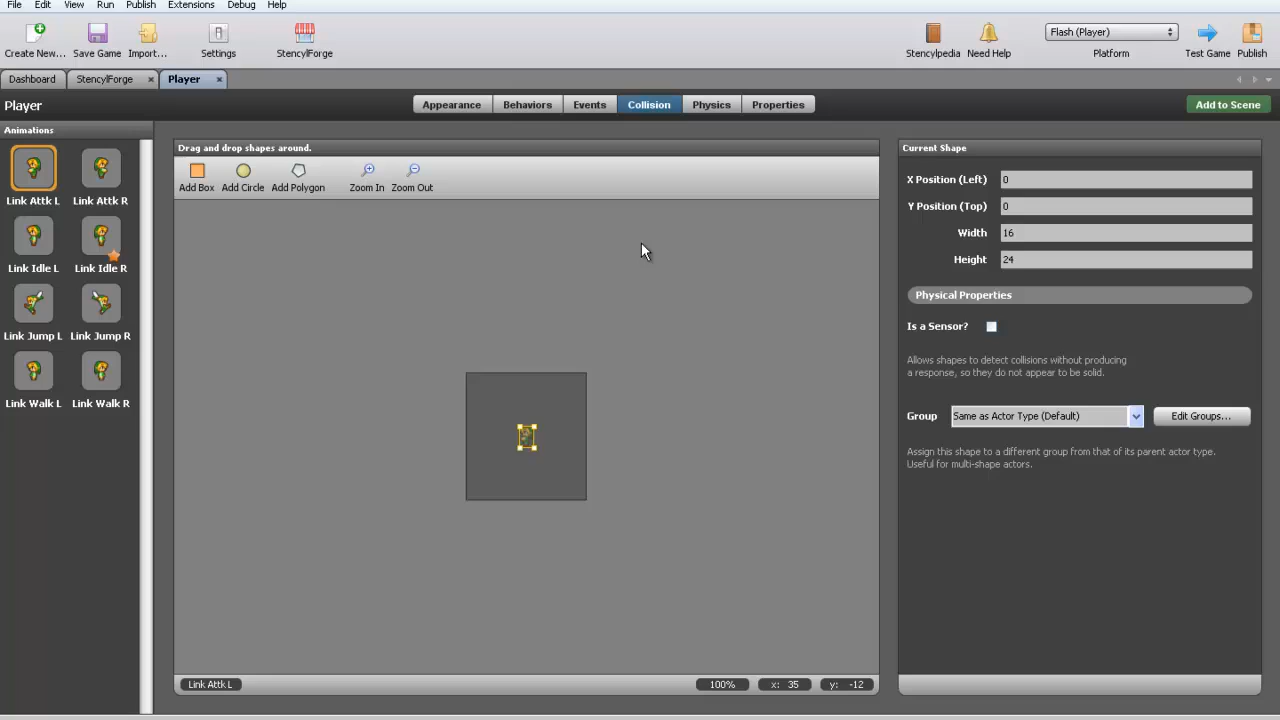 File Edit View Run Publish Extensions Debug Help
Create New... Save Game Import... Settings StencylForge Stencylpedia Need Help Flash (Player) Platform Test Game Publish
Dashboard StencylForge × Player ×
Player Appearance Behaviors Events Collision Physics Properties Add to Scene
Animations
Link Attk L Link Attk R
Link Idle L Link Idle R
Link Jump L Link Jump R
Link Walk L Link Walk R
Drag and drop shapes around.
Add Box Add Circle Add Polygon Zoom In Zoom Out
Link Attk L 100% x: 35 y: -12
Current Shape
X Position (Left) 0
Y Position (Top) 0
Width 16
Height 24
Physical Properties
Is a Sensor?
Allows shapes to detect collisions without producing
a response, so they do not appear to be solid.
Group Same as Actor Type (Default) Edit Groups...
Assign this shape to a different group from that of its parent actor type.
Useful for multi-shape actors.